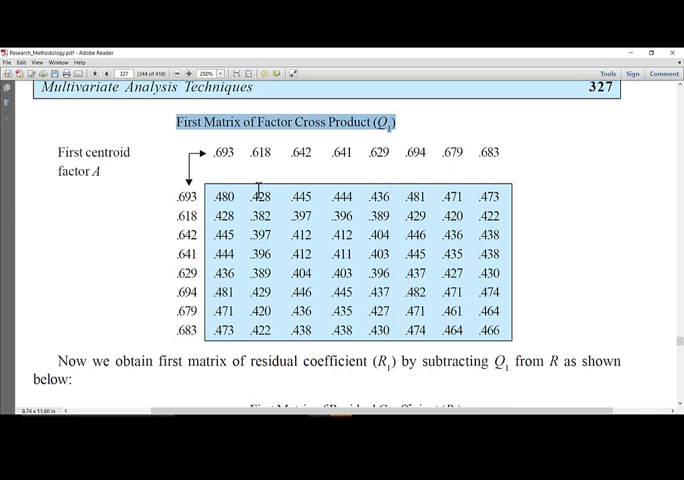 Research_Methodology.pdf - Adobe Reader
File Edit View Window Help
327 (344 of 418) 250% Tools Sign Comment
Multivariate Analysis Techniques 327
First Matrix of Factor Cross Product (Q1)
First centroid .693 .618 .642 .641 .629 .694 .679 .683
factor A
.693 .480 .428 .445 .444 .436 .481 .471 .473
.618 .428 .382 .397 .396 .389 .429 .420 .422
.642 .445 .397 .412 .412 .404 .446 .436 .438
.641 .444 .396 .412 .411 .403 .445 .435 .438
.629 .436 .389 .404 .403 .396 .437 .427 .430
.694 .481 .429 .446 .445 .437 .482 .471 .474
.679 .471 .420 .436 .435 .427 .471 .461 .464
.683 .473 .422 .438 .438 .430 .474 .464 .466
Now we obtain first matrix of residual coefficient (R1) by subtracting Q1 from R as shown
below:
First Matrix of Residual Coefficient (R
8.74 x 11.60 in